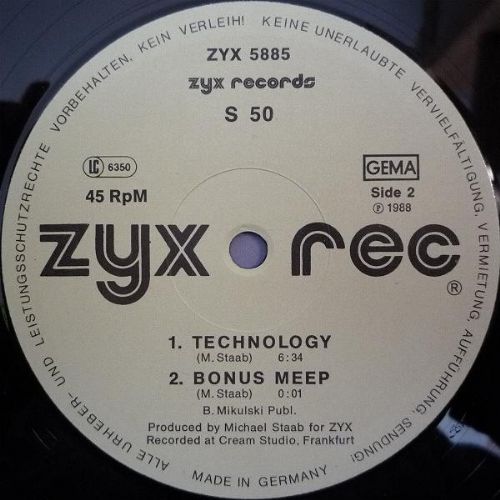 ALLE URHEBER- UND LEISTUNGSSCHUTZRECHTE VORBEHALTEN. KEIN VERLEIH! KEINE UNERLAUBTE VERVIELFÄLTIGUNG, VERMIETUNG, AUFFÜHRUNG, SENDUNG!
ZYX 5885
zyx records
S 50
LC 6350
GEMA
45 RpM
Side 2
Ⓟ 1988
zyx rec ®
1. TECHNOLOGY
(M. Staab) 6:34
2. BONUS MEEP
(M. Staab) 0:01
B. Mikulski Publ.
Produced by Michael Staab for ZYX
Recorded at Cream Studio, Frankfurt
MADE IN GERMANY